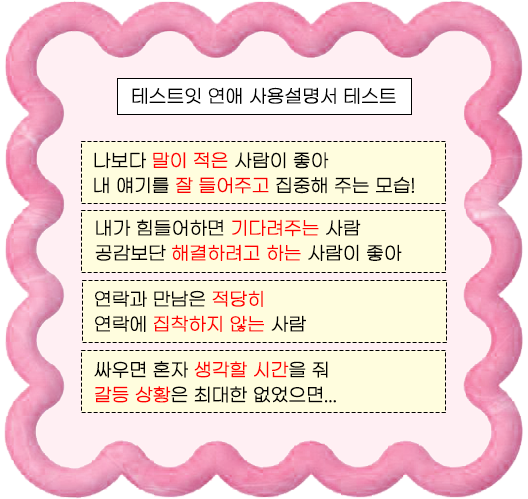 테스트잇 연애 사용설명서 테스트
나보다 말이 적은 사람이 좋아
내 얘기를 잘 들어주고 집중해 주는 모습!
내가 힘들어하면 기다려주는 사람
공감보단 해결하려고 하는 사람이 좋아
연락과 만남은 적당히
연락에 집착하지 않는 사람
싸우면 혼자 생각할 시간을 줘
갈등 상황은 최대한 없었으면...